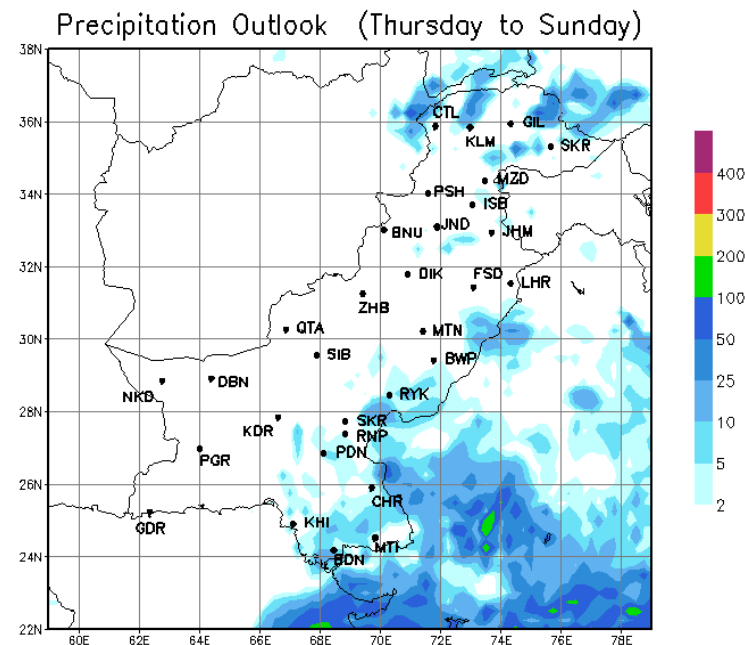 Precipitation Outlook (Thursday to Sunday)
38N
36N
34N
32N
30N
28N
26N
24N
22N
60E 62E 64E 66E 68E 70E 72E 74E 76E 78E
CTL
GIL
KLM
SKR
MZD
PSH
ISB
BNU
JND
JHM
DIK
FSD
LHR
ZHB
QTA
MTN
SIB
BWP
NKD
DBN
RYK
KDR
SKR
RNP
PDN
PGR
CHR
GDR
KHI
MTI
BDN
400
300
200
100
50
25
10
5
2